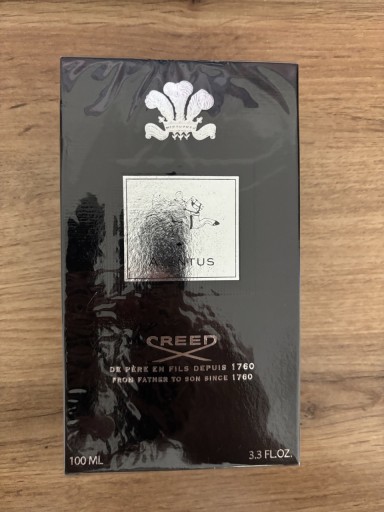 CREED
DE PÈRE EN FILS DEPUIS 1760
FROM FATHER TO SON SINCE 1760
100 ML
3.3 FL.OZ.